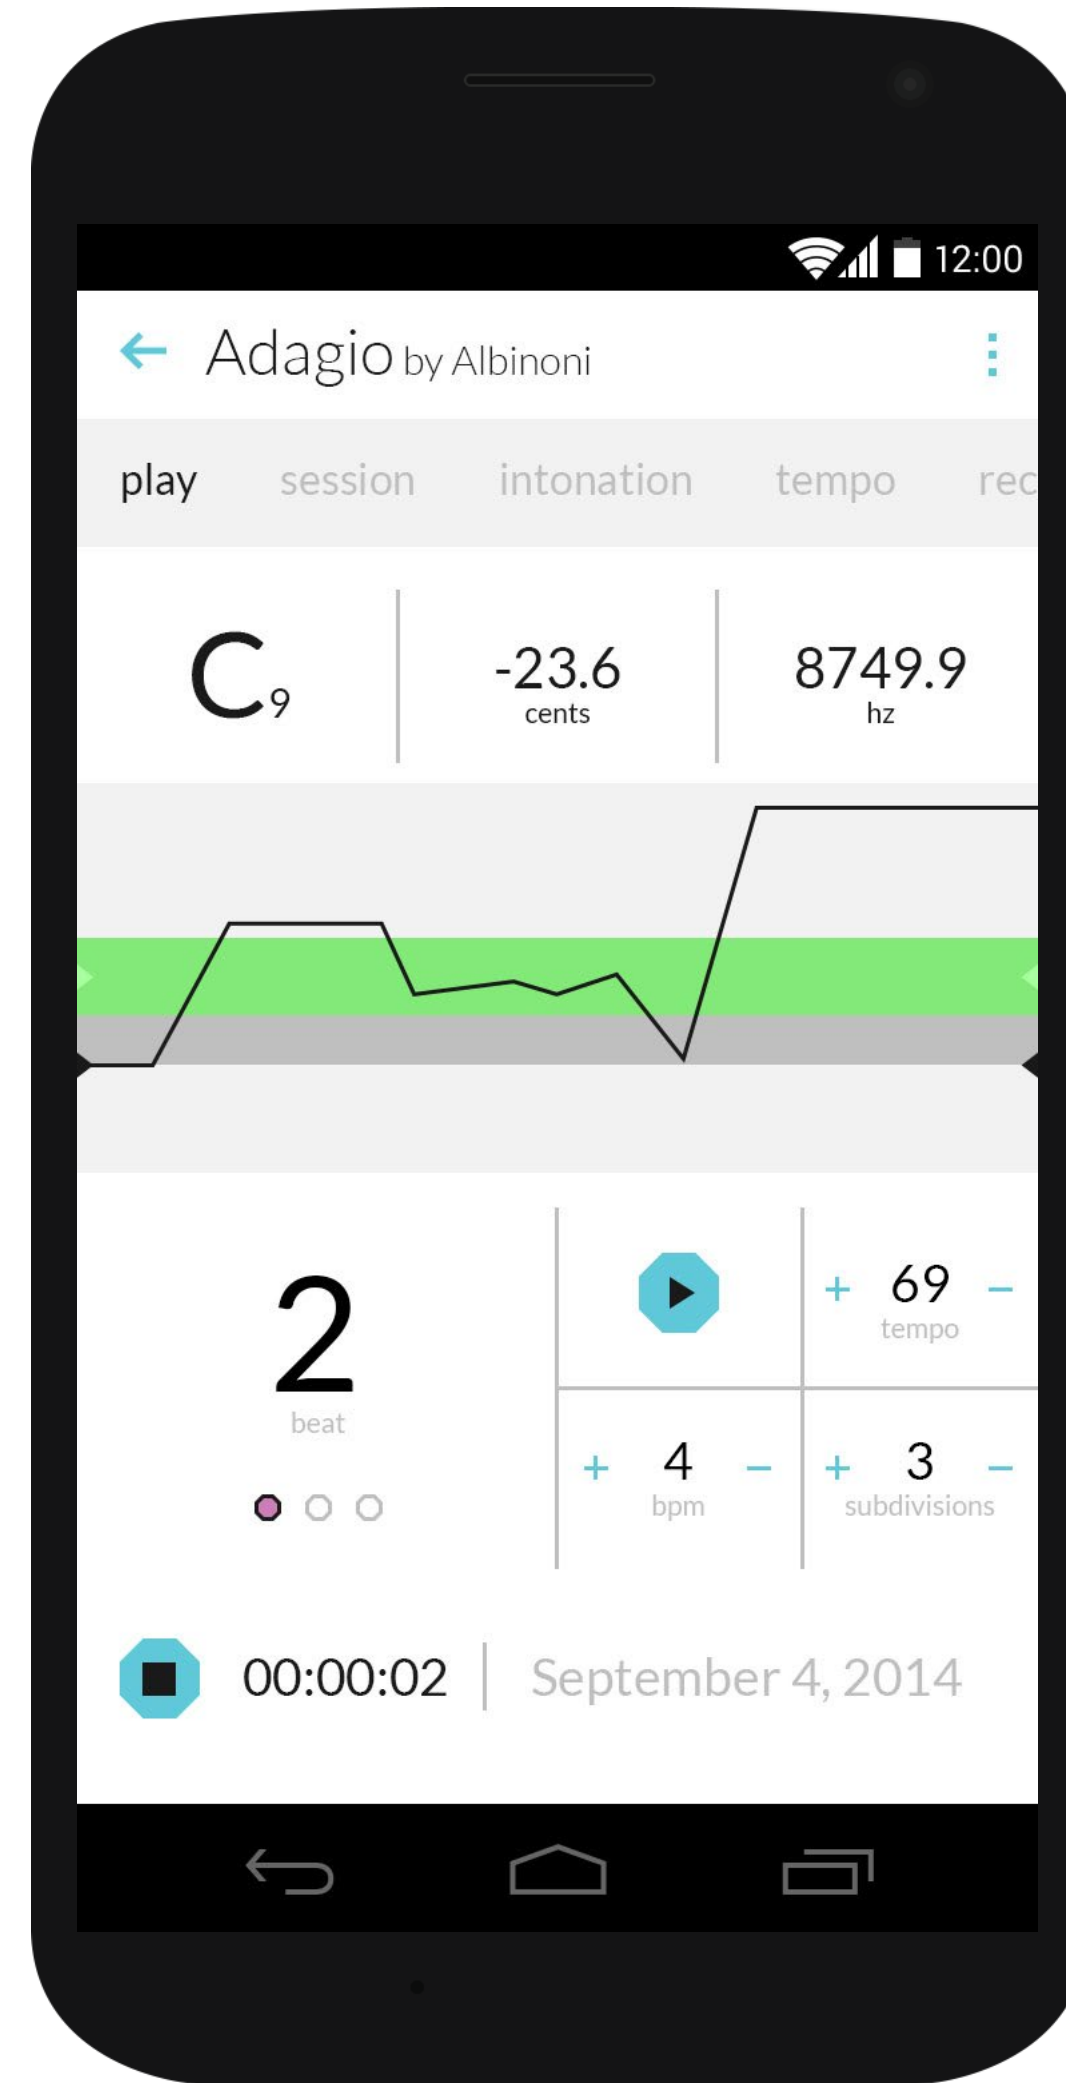 12:00
Adagio by Albinoni
play session intonation tempo rec
C9 -23.6 8749.9
cents hz
2
beat
+ 69 -
tempo
+ 4 - + 3 -
bpm subdivisions
00:00:02 September 4, 2014